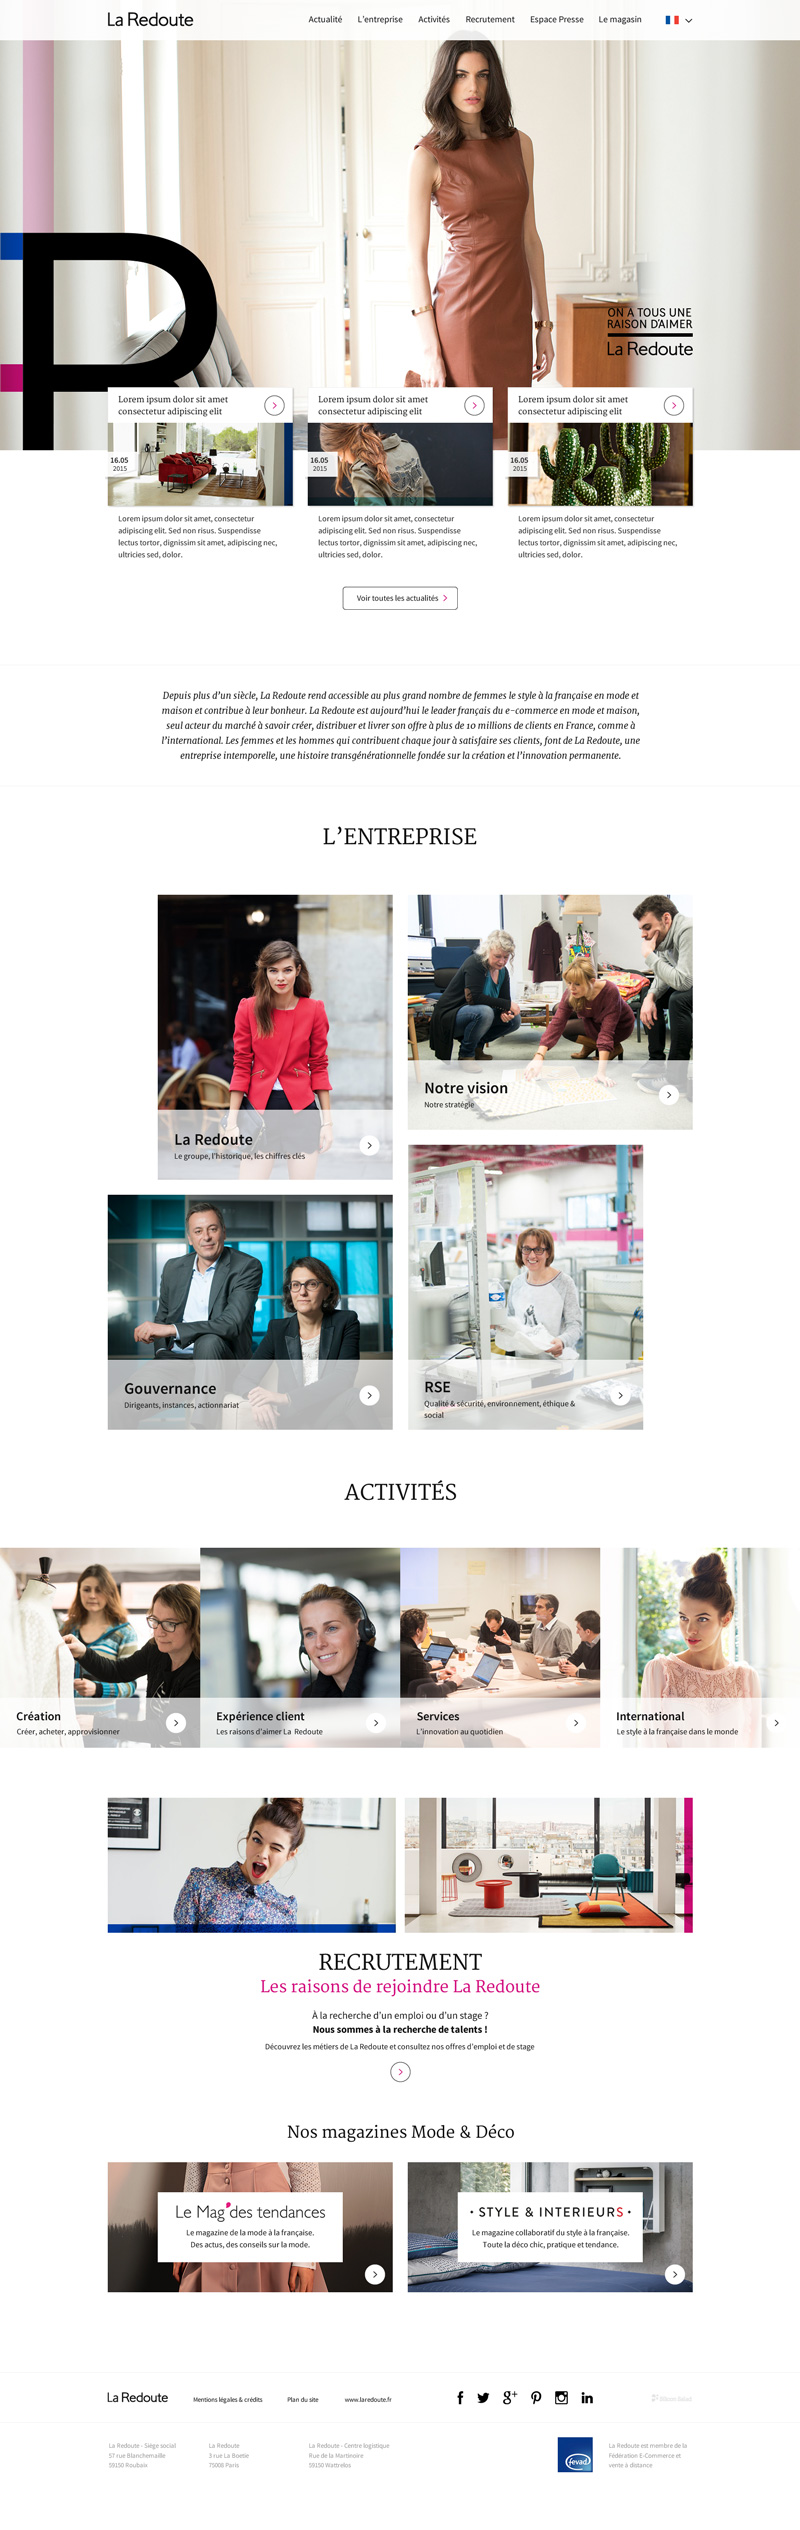 La Redoute
Actualité L'entreprise Activités Recrutement Espace Presse Le magasin
ON A TOUS UNE
RAISON D'AIMER
La Redoute
Lorem ipsum dolor sit amet
consectetur adipiscing elit
16.05
2015
Lorem ipsum dolor sit amet, consectetur
adipiscing elit. Sed non risus. Suspendisse
lectus tortor, dignissim sit amet, adipiscing nec,
ultricies sed, dolor.
Lorem ipsum dolor sit amet
consectetur adipiscing elit
16.05
2015
Lorem ipsum dolor sit amet, consectetur
adipiscing elit. Sed non risus. Suspendisse
lectus tortor, dignissim sit amet, adipiscing nec,
ultricies sed, dolor.
Lorem ipsum dolor sit amet
consectetur adipiscing elit
16.05
2015
Lorem ipsum dolor sit amet, consectetur
adipiscing elit. Sed non risus. Suspendisse
lectus tortor, dignissim sit amet, adipiscing nec,
ultricies sed, dolor.
Voir toutes les actualités
Depuis plus d'un siècle, La Redoute rend accessible au plus grand nombre de femmes le style à la française en mode et
maison et contribue à leur bonheur. La Redoute est aujourd'hui le leader français du e-commerce en mode et maison,
seul acteur du marché à savoir créer, distribuer et livrer son offre à plus de 10 millions de clients en France, comme à
l'international. Les femmes et les hommes qui contribuent chaque jour à satisfaire ses clients, font de La Redoute, une
entreprise intemporelle, une histoire transgénérationnelle fondée sur la création et l'innovation permanente.
L'ENTREPRISE
La Redoute
Le groupe, l'historique, les chiffres clés
Notre vision
Notre stratégie
Gouvernance
Dirigeants, instances, actionnariat
RSE
Qualité & sécurité, environnement, éthique &
social
ACTIVITÉS
Création
Créer, acheter, approvisionner
Expérience client
Les raisons d'aimer La Redoute
Services
L'innovation au quotidien
International
Le style à la française dans le monde
RECRUTEMENT
Les raisons de rejoindre La Redoute
À la recherche d'un emploi ou d'un stage ?
Nous sommes à la recherche de talents !
Découvrez les métiers de La Redoute et consultez nos offres d'emploi et de stage
Nos magazines Mode & Déco
Le Mag'des tendances
Le magazine de la mode à la française.
Des actus, des conseils sur la mode.
• STYLE & INTERIEURS •
Le magazine collaboratif du style à la française.
Toute la déco chic, pratique et tendance.
La Redoute
Mentions légales & crédits Plan du site www.laredoute.fr
La Redoute - Siège social
57 rue Blanchemaille
59150 Roubaix
La Redoute
3 rue La Boetie
75008 Paris
La Redoute - Centre logistique
Rue de la Martinoire
59150 Wattrelos
fevad
La Redoute est membre de la
Fédération E-Commerce et
vente à distance